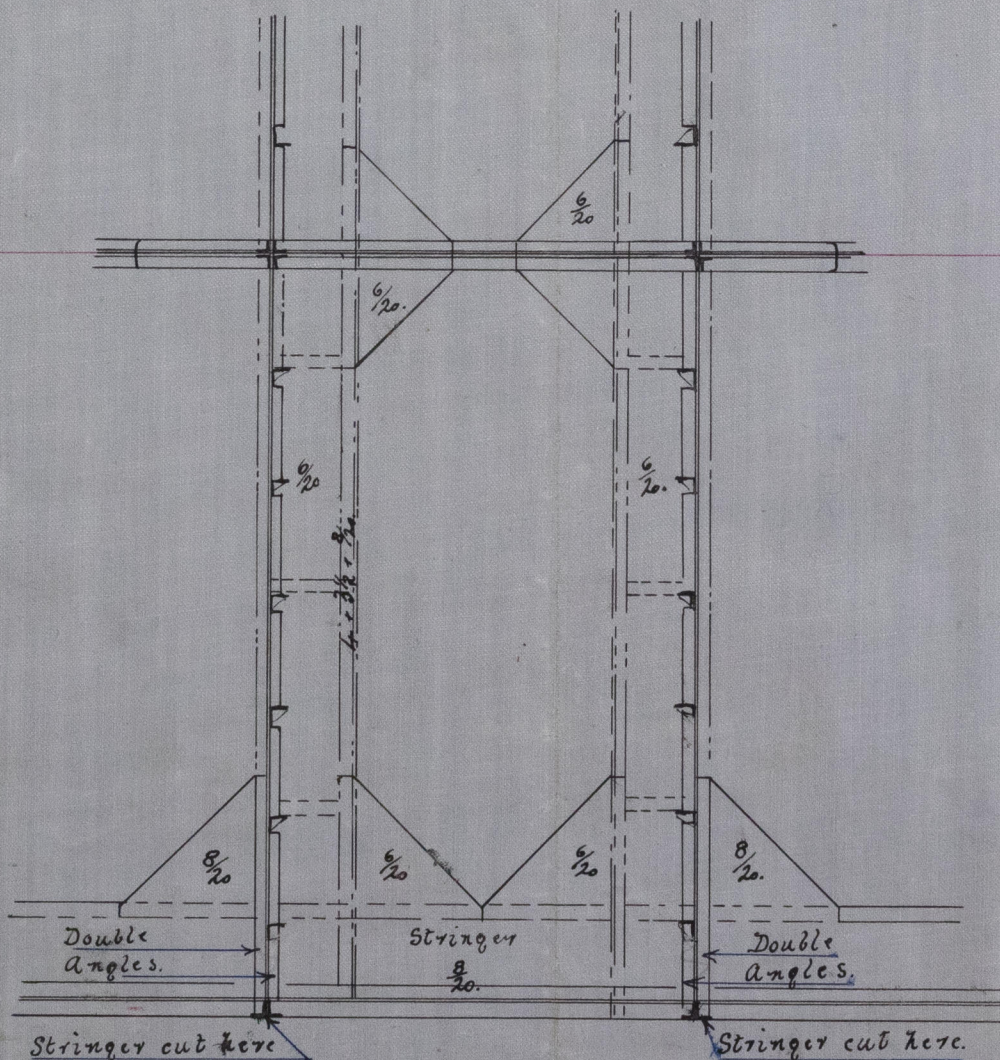 6/20
6/20.
6/20
6/20.
4 × 3½ × 8/20.
8/20
6/20
6/20
8/20.
Double
Angles.
Stringer
8/20.
Double
Angles.
Stringer cut here
Stringer cut here.